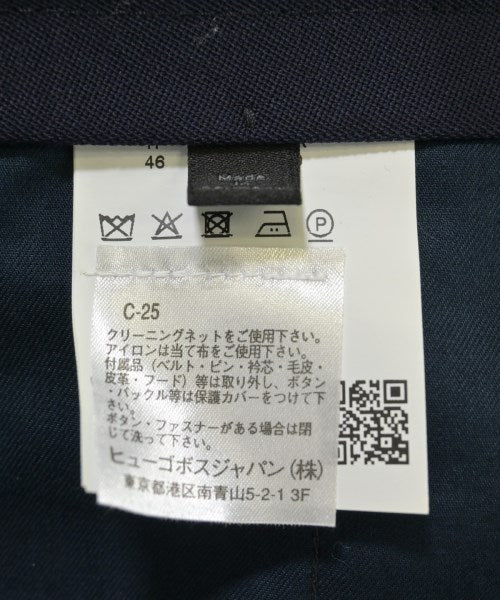 46
Made
C-25
クリーニングネットをご使用下さい。
アイロンは当て布をご使用下さい。
付属品（ベルト・ピン・衿芯・毛皮・
皮革・フード）等は取り外し、ボタン
・バックル等は保護カバーをつけて下
さい。
ボタン・ファスナーがある場合は閉
じて洗って下さい。
ヒューゴボスジャパン(株)
東京都港区南青山5-2-1 3F
P